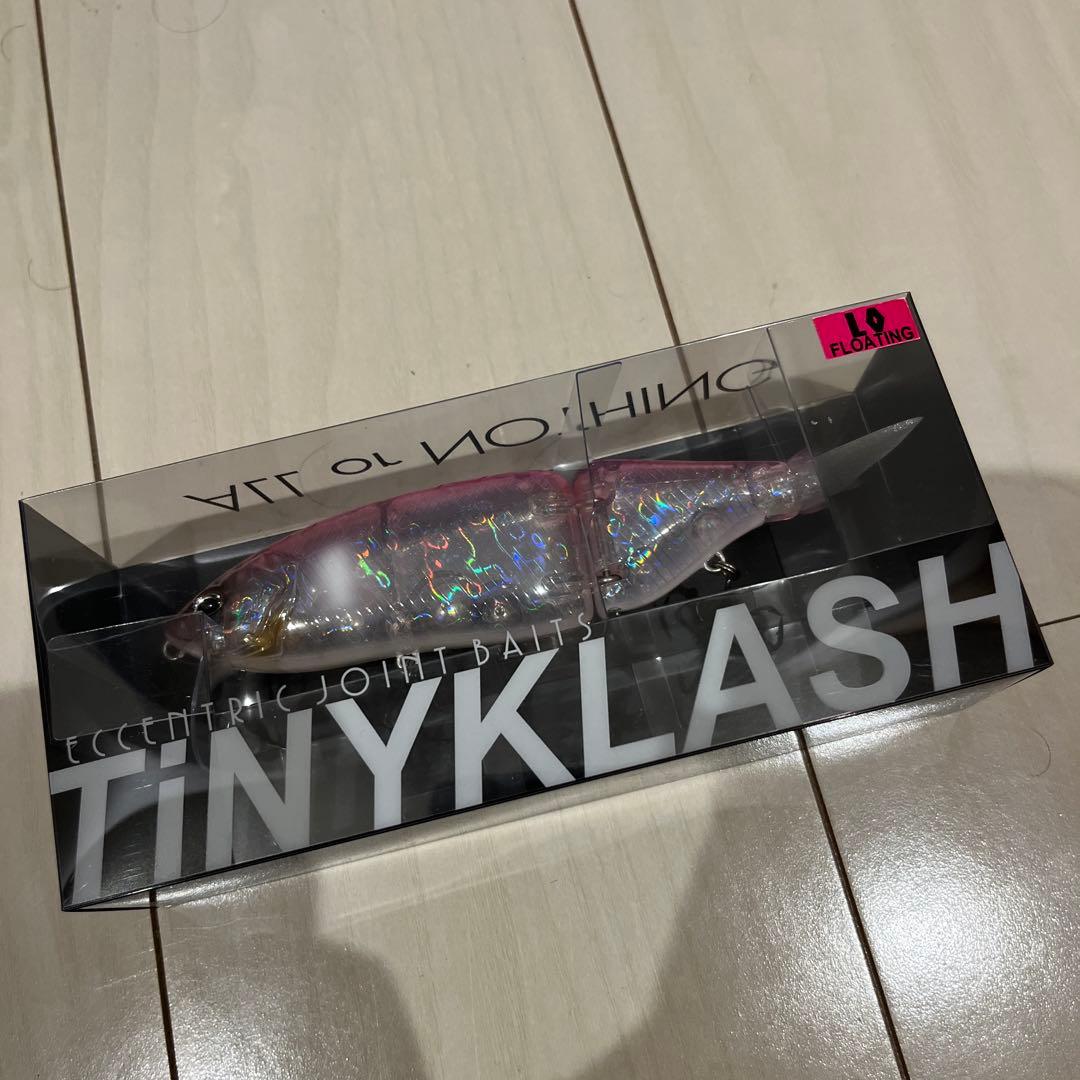 LO
FLOATING
ALL or NOTHING
ECCENTRIC JOINT BAITS
TiNYKLASH